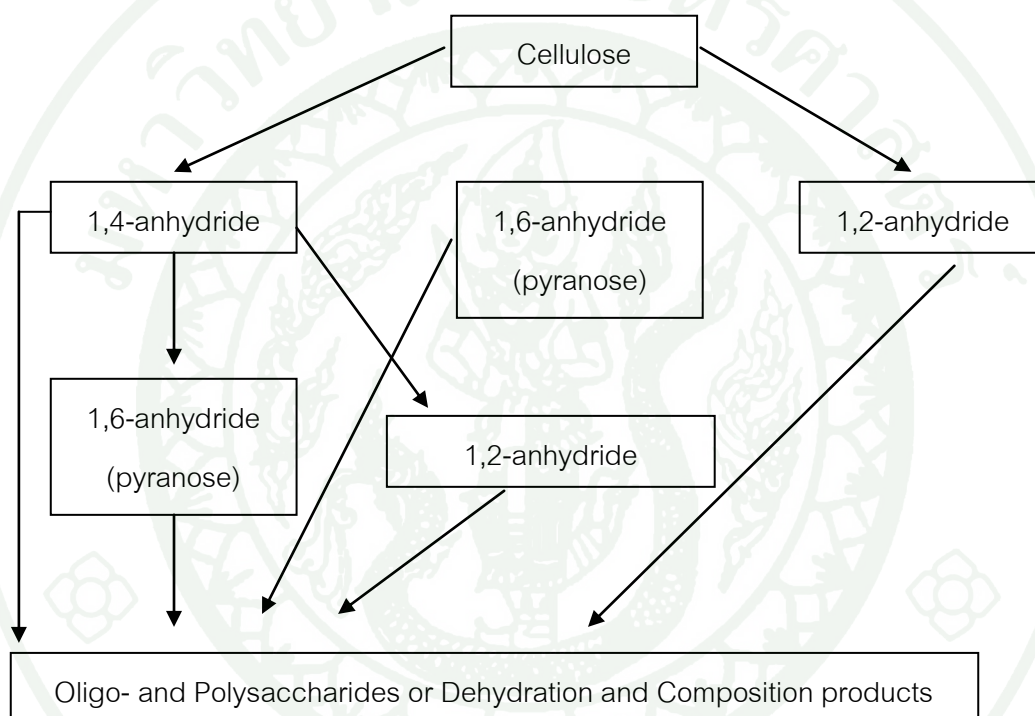 Cellulose
1,4-anhydride
1,6-anhydride
(pyranose)
1,2-anhydride
1,6-anhydride
(pyranose)
1,2-anhydride
Oligo- and Polysaccharides or Dehydration and Composition products